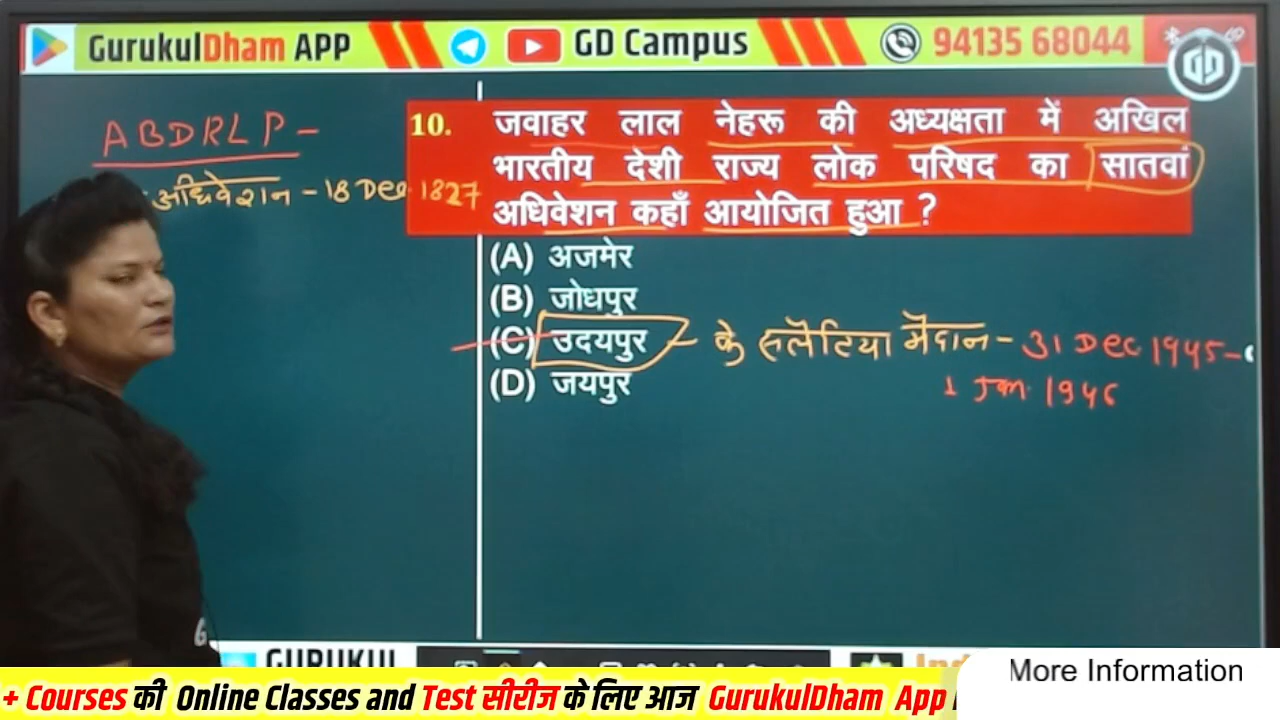 GurukulDham APP
GD Campus
94135 68044
ABDRLP -
अधिवेशन - 18 Dec 1827
10. जवाहर लाल नेहरू की अध्यक्षता में अखिल
भारतीय देशी राज्य लोक परिषद का सातवां
अधिवेशन कहाँ आयोजित हुआ ?
(A) अजमेर
(B) जोधपुर
(C) उदयपुर - के सलेटिया मैदान - 31 Dec 1945 -
1 Jan. 1946
(D) जयपुर
GURUKUL
+ Courses की Online Classes and Test सीरीज के लिए आज GurukulDham App
More Information